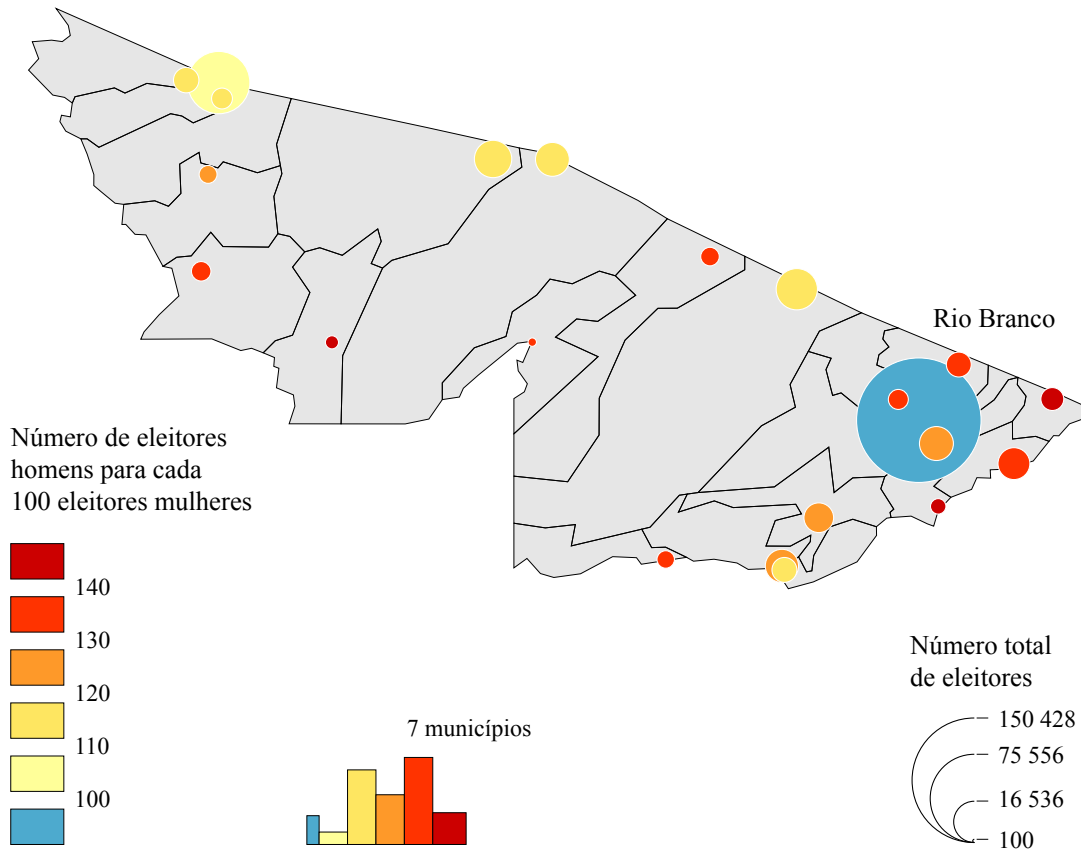 Rio Branco
Número de eleitores
homens para cada
100 eleitores mulheres
140
130
120
110
100
7 municípios
Número total
de eleitores
150 428
75 556
16 536
100